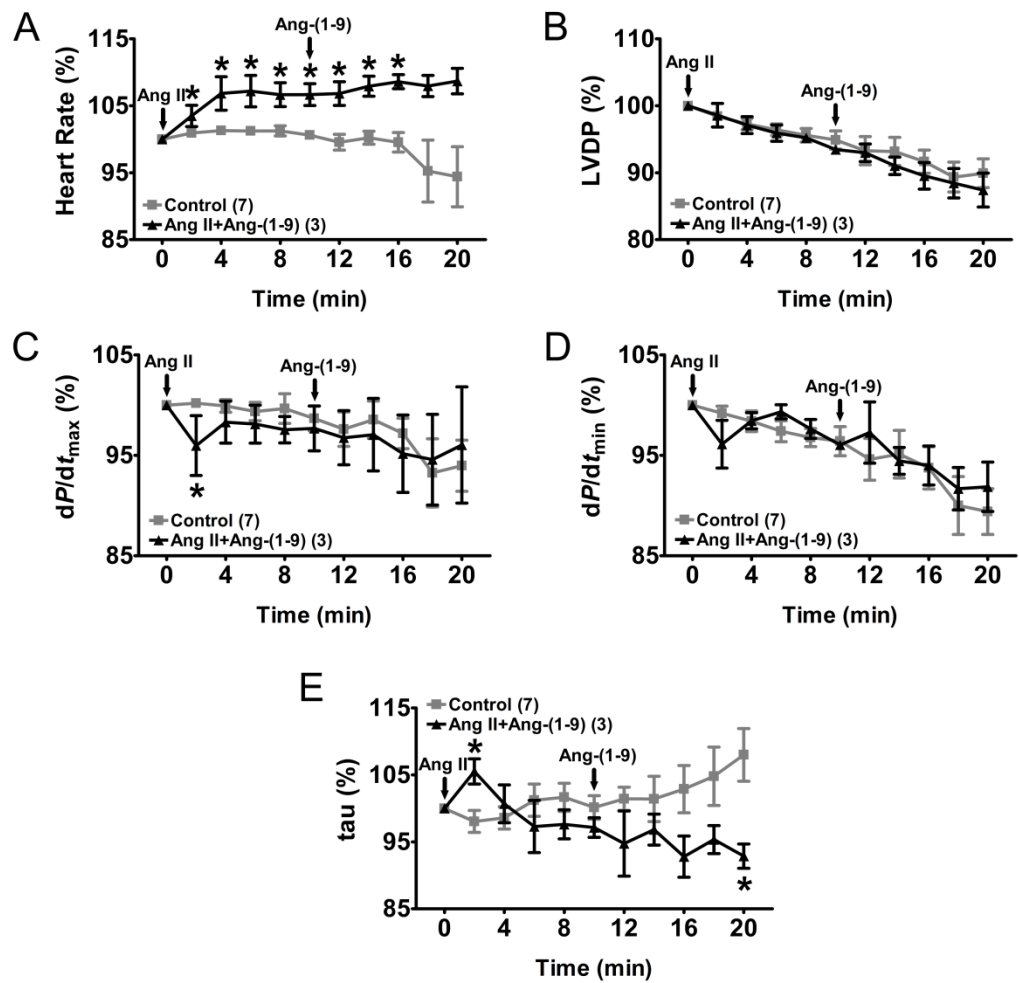 A
Ang-(1-9)
115
*
*
*
*
*
*
*
*
Ang II
105
95
85
Heart Rate (%)
Control (7)
Ang II+Ang-(1-9) (3)
0 4 8 12 16 20
Time (min)
B
110
Ang II
Ang-(1-9)
100
90
80
LVDP (%)
Control (7)
Ang II+Ang-(1-9) (3)
0 4 8 12 16 20
Time (min)
C
105
Ang II
Ang-(1-9)
95
*
85
dP/dtmax (%)
Control (7)
Ang II+Ang-(1-9) (3)
0 4 8 12 16 20
Time (min)
D
105
Ang II
Ang-(1-9)
95
85
dP/dtmin (%)
Control (7)
Ang II+Ang-(1-9) (3)
0 4 8 12 16 20
Time (min)
E
Control (7)
Ang II+Ang-(1-9) (3)
115
*
Ang II
Ang-(1-9)
105
95
*
85
tau (%)
0 4 8 12 16 20
Time (min)